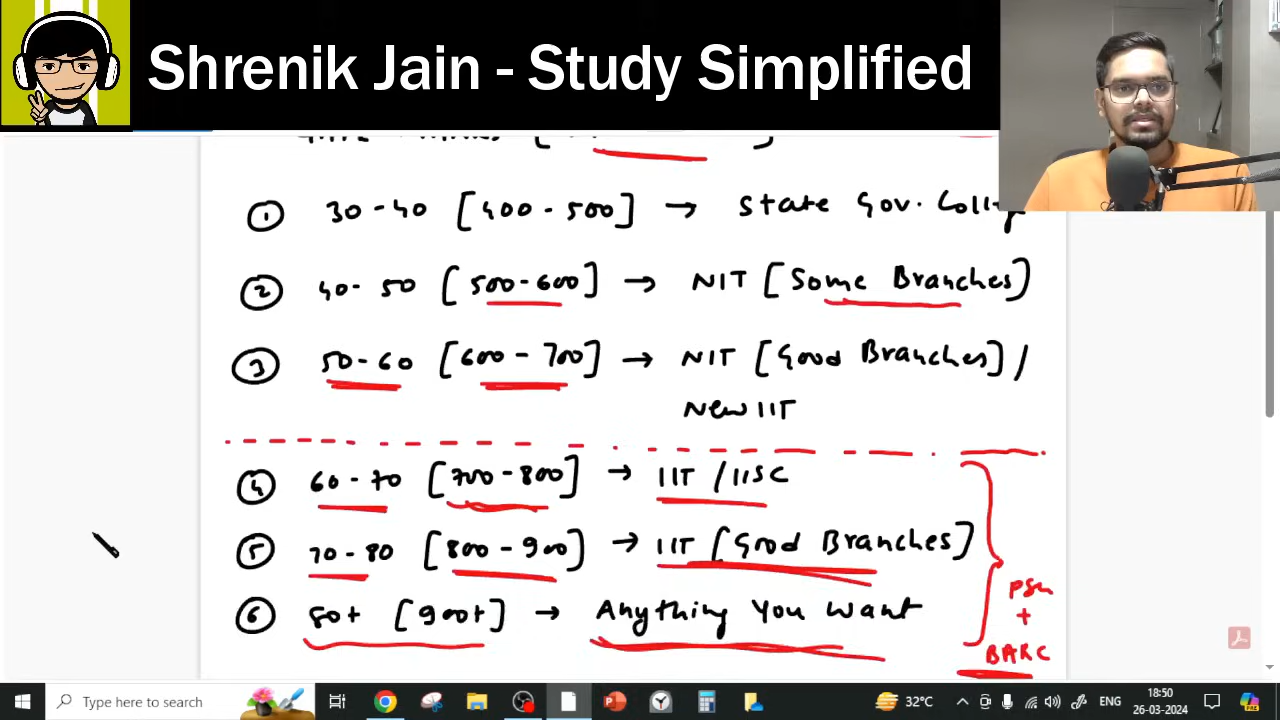 Shrenik Jain - Study Simplified
① 30-40 [400-500] → State Gov.
② 40-50 [500-600] → NIT [Some Branches]
③ 50-60 [600-700] → NIT [Good Branches] /
New IIT
④ 60-70 [700-800] → IIT / IISC
⑤ 70-80 [800-900] → IIT [Good Branches]
⑥ 80+ [900+] → Anything You Want
+
BARC
Type here to search
32°C
ENG
18:50
26-03-2024